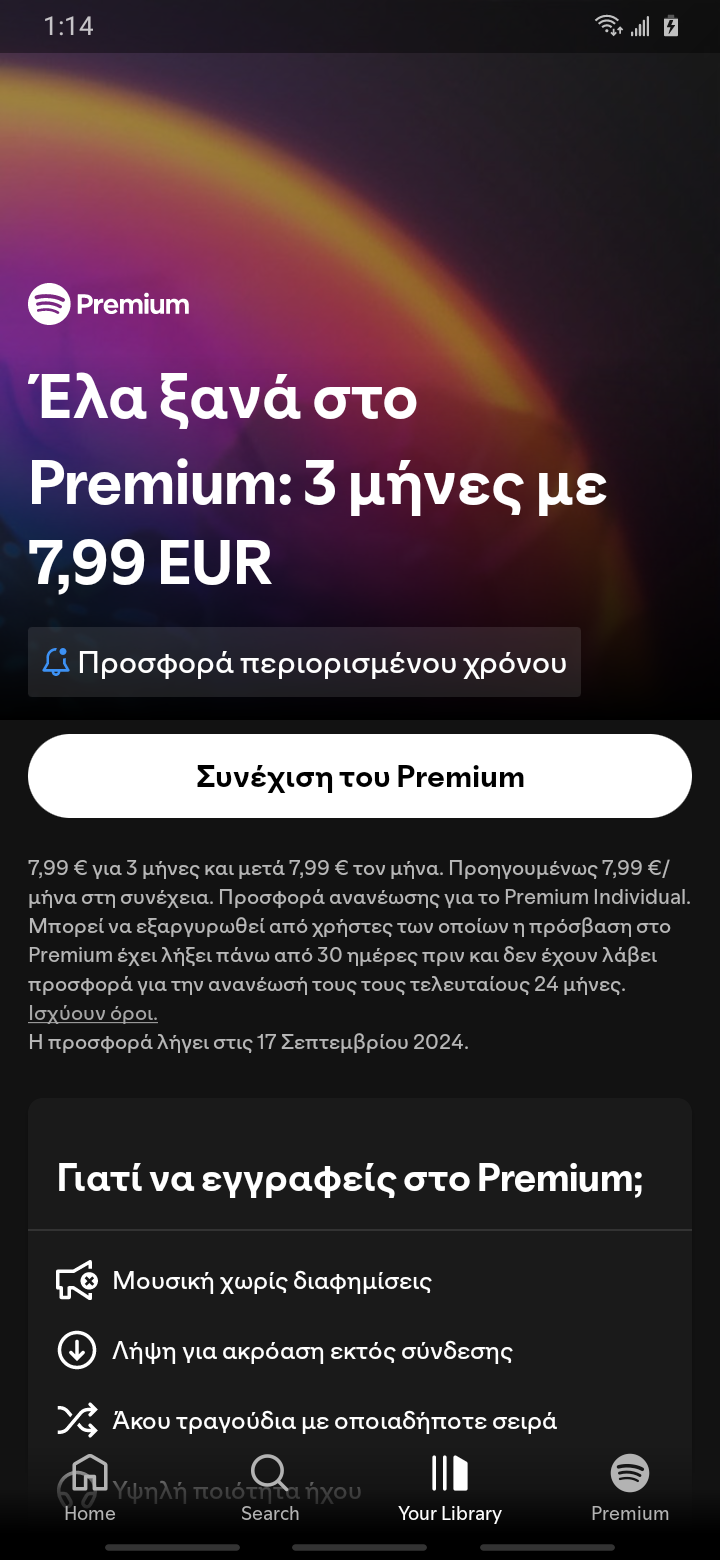 1:14
Premium
Έλα ξανά στο
Premium: 3 μήνες με
7,99 EUR
Προσφορά περιορισμένου χρόνου
Συνέχιση του Premium
7,99 € για 3 μήνες και μετά 7,99 € τον μήνα. Προηγουμένως 7,99 €/
μήνα στη συνέχεια. Προσφορά ανανέωσης για το Premium Individual.
Μπορεί να εξαργυρωθεί από χρήστες των οποίων η πρόσβαση στο
Premium έχει λήξει πάνω από 30 ημέρες πριν και δεν έχουν λάβει
προσφορά για την ανανέωσή τους τους τελευταίους 24 μήνες.
Ισχύουν όροι.
Η προσφορά λήγει στις 17 Σεπτεμβρίου 2024.
Γιατί να εγγραφείς στο Premium;
Μουσική χωρίς διαφημίσεις
Λήψη για ακρόαση εκτός σύνδεσης
Άκου τραγούδια με οποιαδήποτε σειρά
Υψηλή ποιότητα ήχου
Home
Search
Your Library
Premium